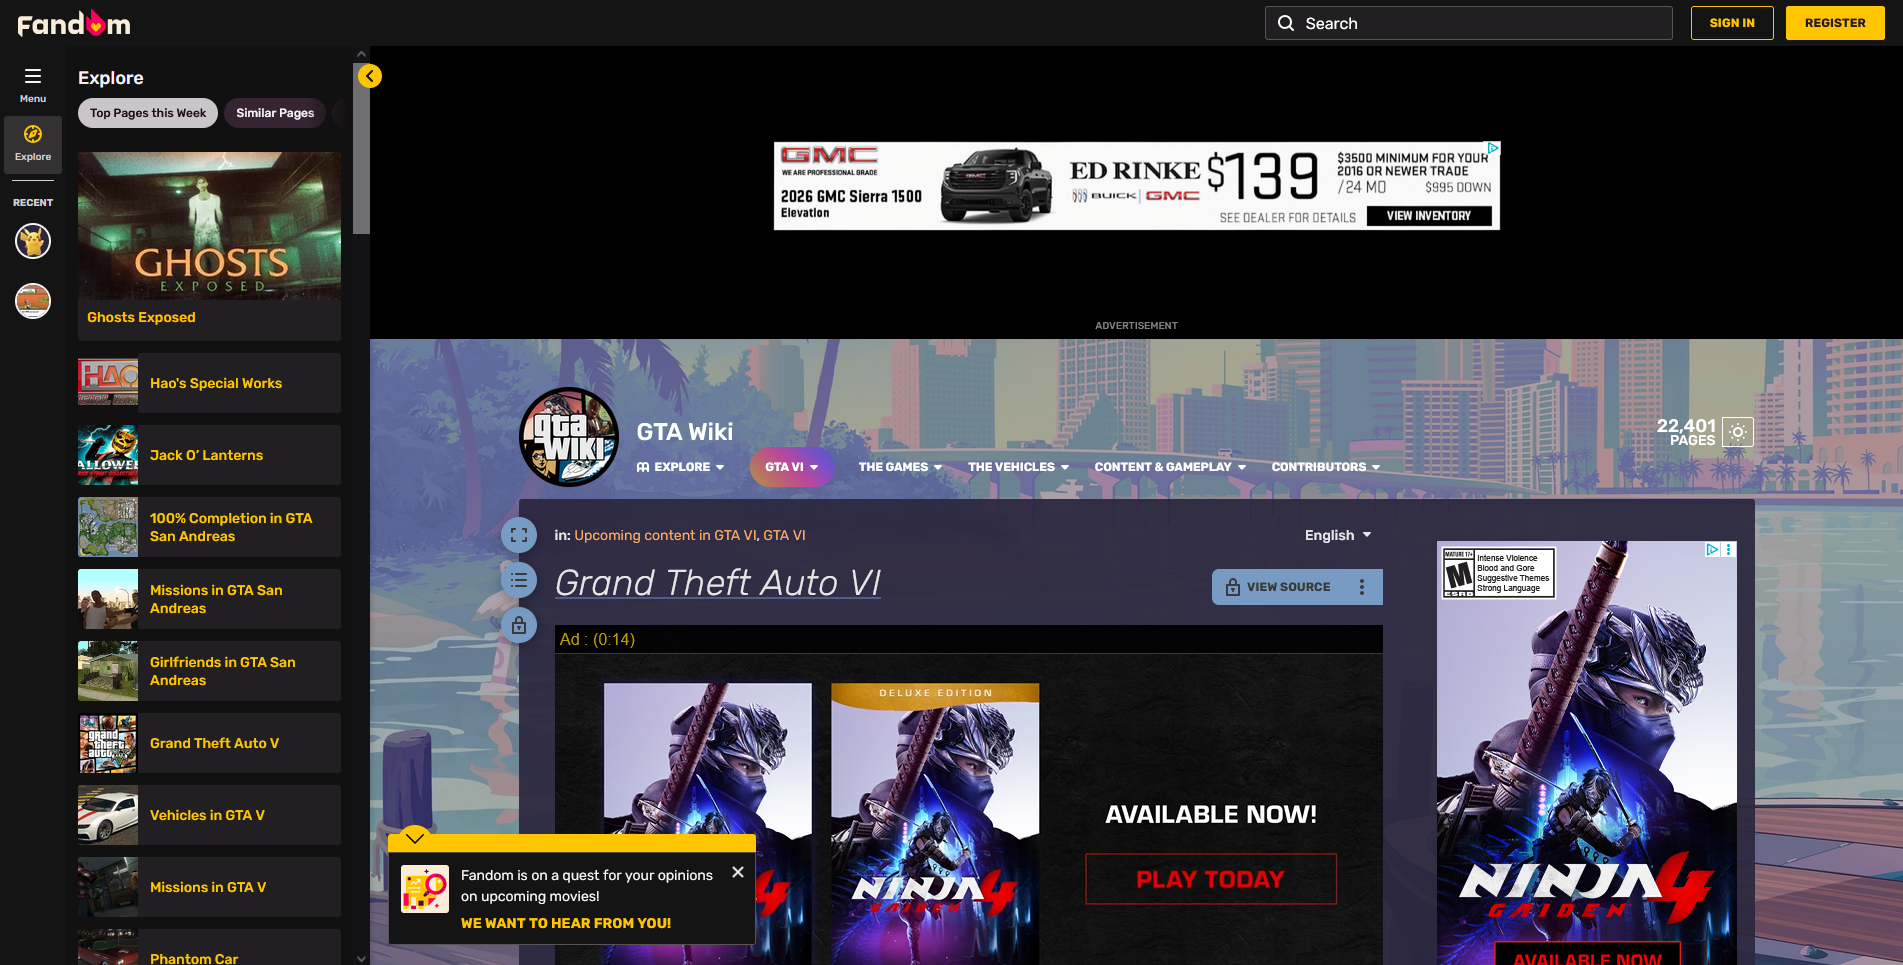 Fandom
Search
SIGN IN
REGISTER
Menu
Explore
RECENT
Explore
Top Pages this Week
Similar Pages
GHOSTS
EXPOSED
Ghosts Exposed
HAO
Hao's Special Works
Jack O' Lanterns
100% Completion in GTA
San Andreas
Missions in GTA San
Andreas
Girlfriends in GTA San
Andreas
grand
theft
auto
Grand Theft Auto V
Vehicles in GTA V
Missions in GTA V
Phantom Car
GMC
WE ARE PROFESSIONAL GRADE
2026 GMC Sierra 1500
Elevation
ED RINKE
BUICK | GMC
$139
/24 MO
$3500 MINIMUM FOR YOUR
2016 OR NEWER TRADE
$995 DOWN
SEE DEALER FOR DETAILS
VIEW INVENTORY
ADVERTISEMENT
gta
WIKI
GTA Wiki
22,401
PAGES
EXPLORE
GTA VI
THE GAMES
THE VEHICLES
CONTENT & GAMEPLAY
CONTRIBUTORS
in: Upcoming content in GTA VI, GTA VI
English
Grand Theft Auto VI
VIEW SOURCE
Ad : (0:14)
DELUXE EDITION
AVAILABLE NOW!
PLAY TODAY
4
NINJA 4
GAIDEN
Fandom is on a quest for your opinions
on upcoming movies!
WE WANT TO HEAR FROM YOU!
MATURE 17+
M
ESRB
Intense Violence
Blood and Gore
Suggestive Themes
Strong Language
NINJA 4
GAIDEN
AVAILABLE NOW